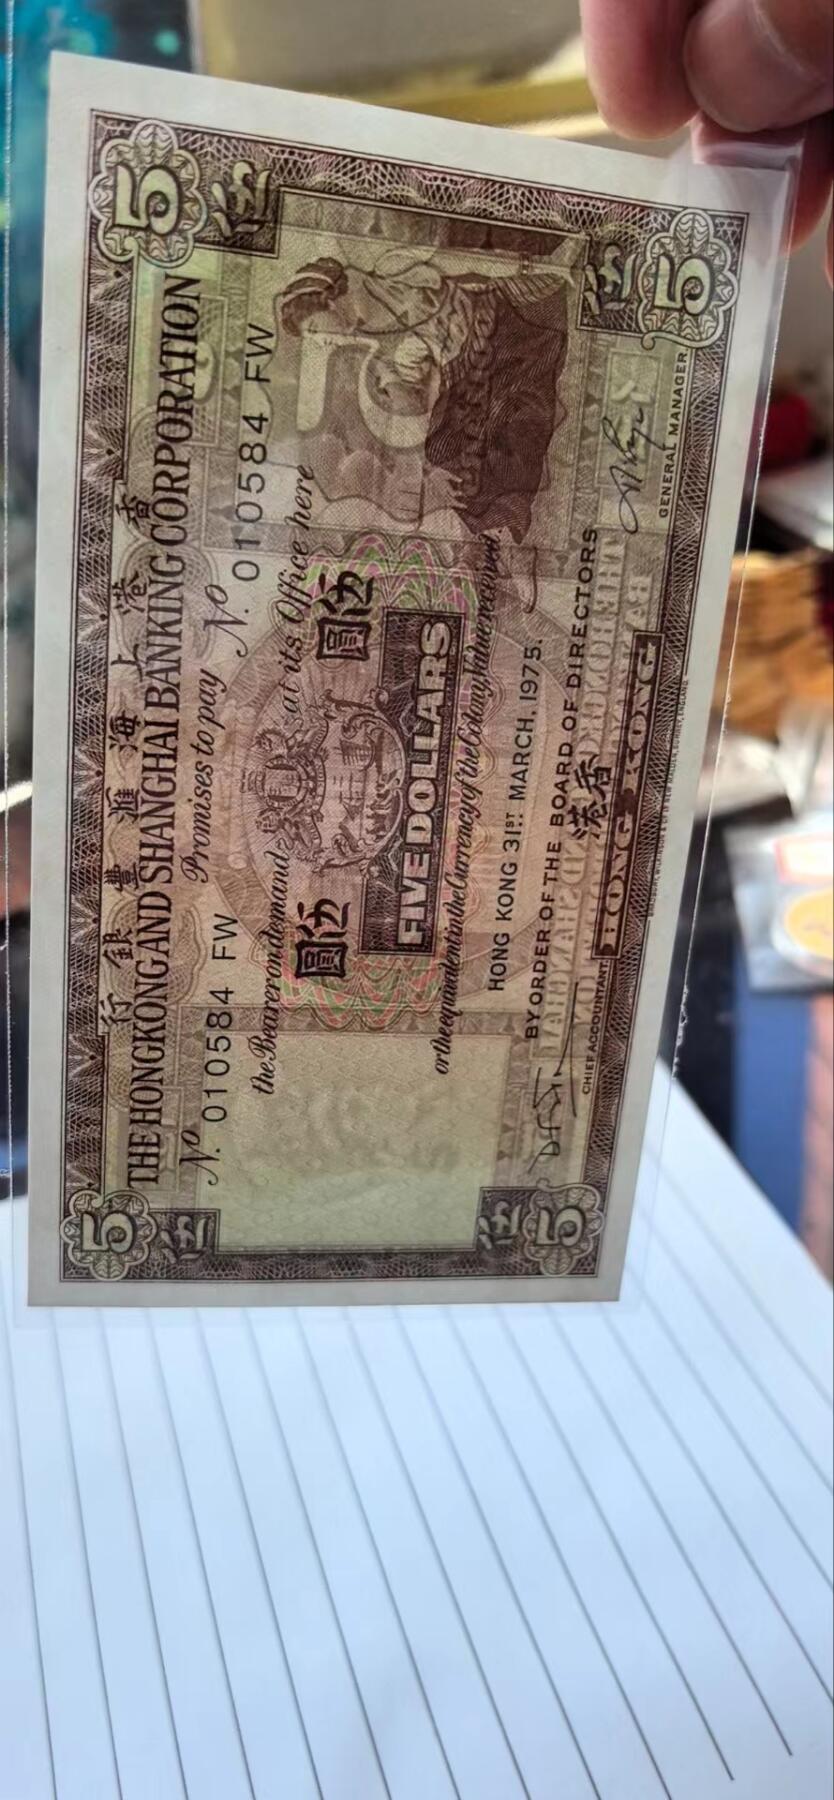 5 伍 伍 5
行 銀 豐 滙 海 上 港 香
THE HONGKONG AND SHANGHAI BANKING CORPORATION
Promises to pay
Nº. 010584 FW
Nº. 010584 FW
the Bearer on demand at its Office here
圓伍 圓伍
FIVE DOLLARS
or the equivalent in the Currency of the Colony Value received.
HONG KONG 31ST MARCH, 1975.
BY ORDER OF THE BOARD OF DIRECTORS
港香
CHIEF ACCOUNTANT. GENERAL MANAGER.
HONG KONG
5 伍 伍 5